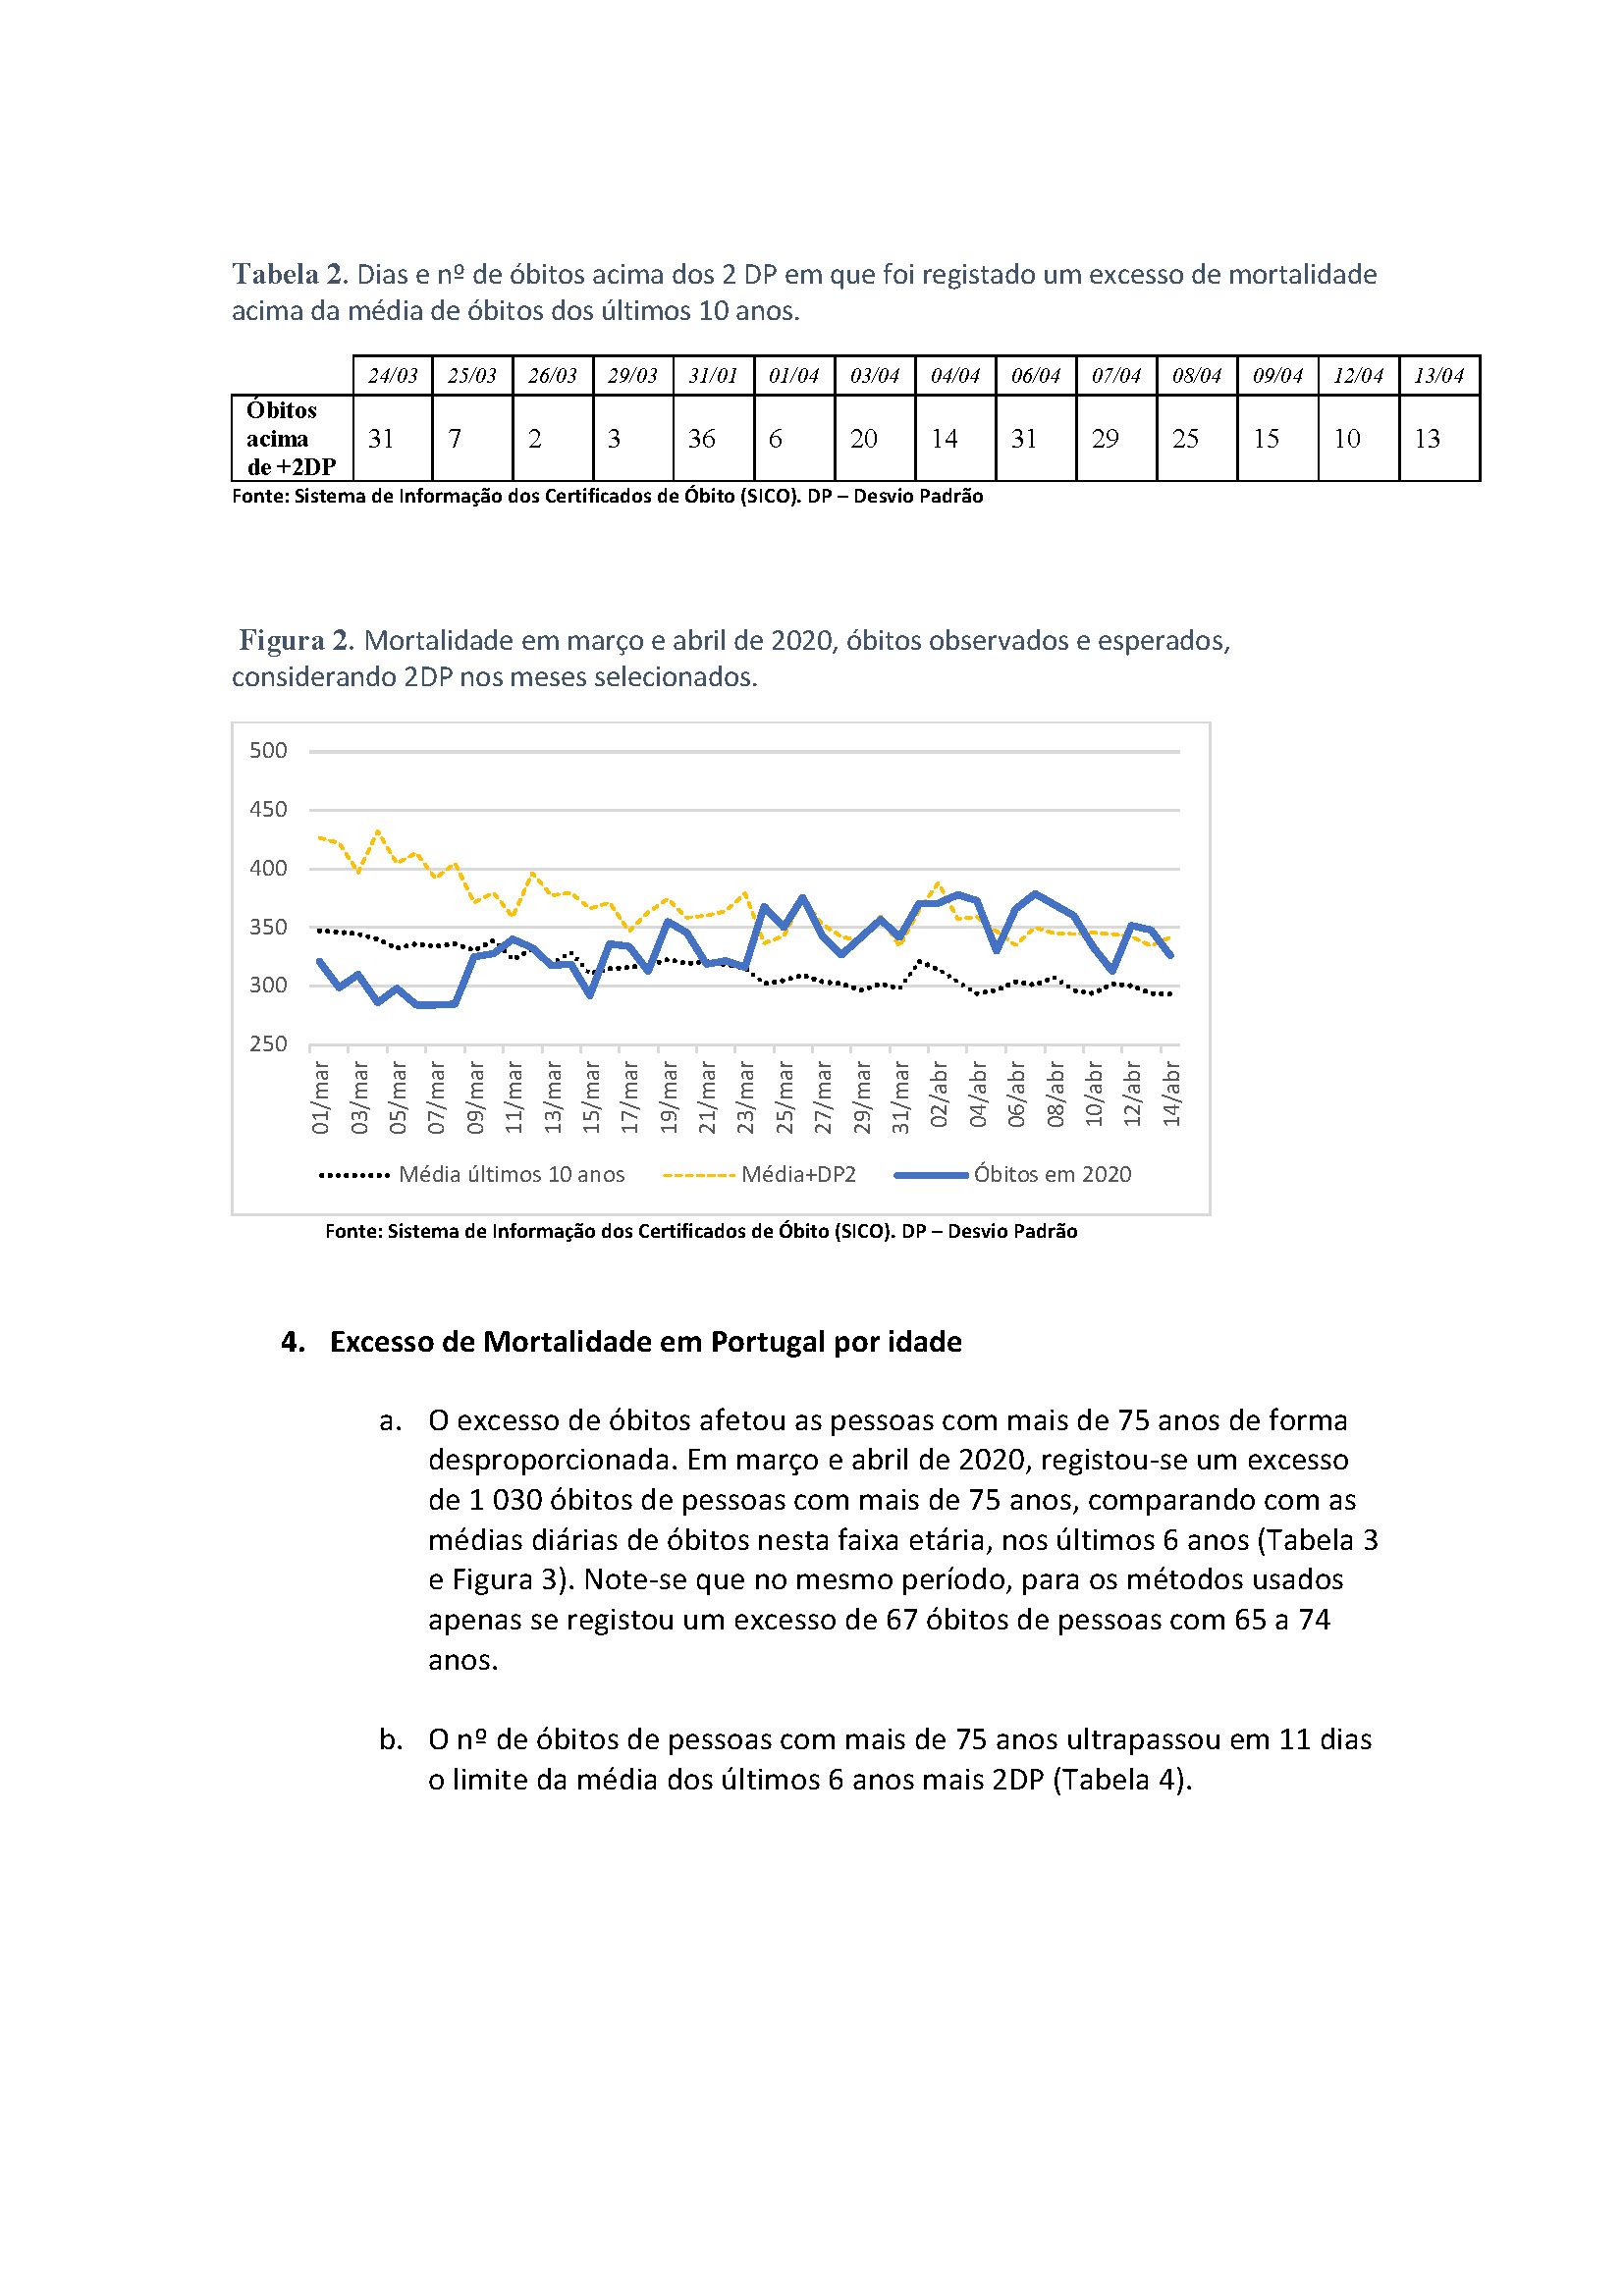 Tabela 2. Dias e nº de óbitos acima dos 2 DP em que foi registado um excesso de mortalidade
acima da média de óbitos dos últimos 10 anos.
24/03 25/03 26/03 29/03 31/01 01/04 03/04 04/04 06/04 07/04 08/04 09/04 12/04 13/04
Óbitos
acima
de +2DP
31 7 2 3 36 6 20 14 31 29 25 15 10 13
Fonte: Sistema de Informação dos Certificados de Óbito (SICO). DP – Desvio Padrão
Figura 2. Mortalidade em março e abril de 2020, óbitos observados e esperados,
considerando 2DP nos meses selecionados.
500
450
400
350
300
250
01/mar 03/mar 05/mar 07/mar 09/mar 11/mar 13/mar 15/mar 17/mar 19/mar 21/mar 23/mar 25/mar 27/mar 29/mar 31/mar 02/abr 04/abr 06/abr 08/abr 10/abr 12/abr 14/abr
Média últimos 10 anos Média+DP2 Óbitos em 2020
Fonte: Sistema de Informação dos Certificados de Óbito (SICO). DP – Desvio Padrão
4. Excesso de Mortalidade em Portugal por idade
a. O excesso de óbitos afetou as pessoas com mais de 75 anos de forma
desproporcionada. Em março e abril de 2020, registou-se um excesso
de 1 030 óbitos de pessoas com mais de 75 anos, comparando com as
médias diárias de óbitos nesta faixa etária, nos últimos 6 anos (Tabela 3
e Figura 3). Note-se que no mesmo período, para os métodos usados
apenas se registou um excesso de 67 óbitos de pessoas com 65 a 74
anos.
b. O nº de óbitos de pessoas com mais de 75 anos ultrapassou em 11 dias
o limite da média dos últimos 6 anos mais 2DP (Tabela 4).